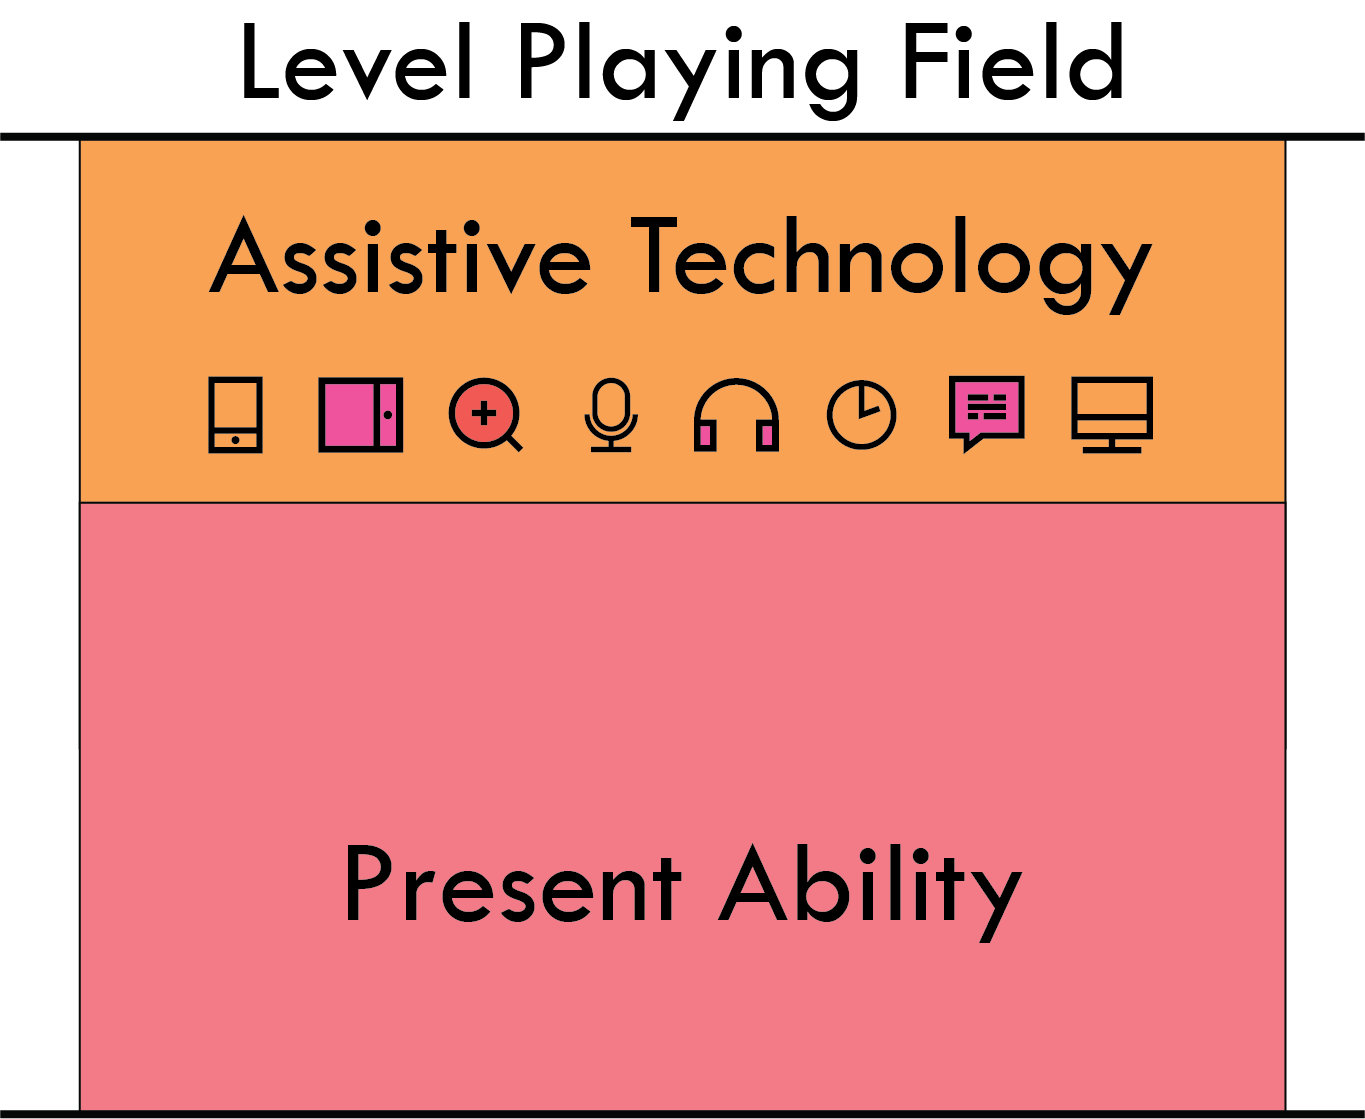 Level Playing Field
Assistive Technology
Present Ability